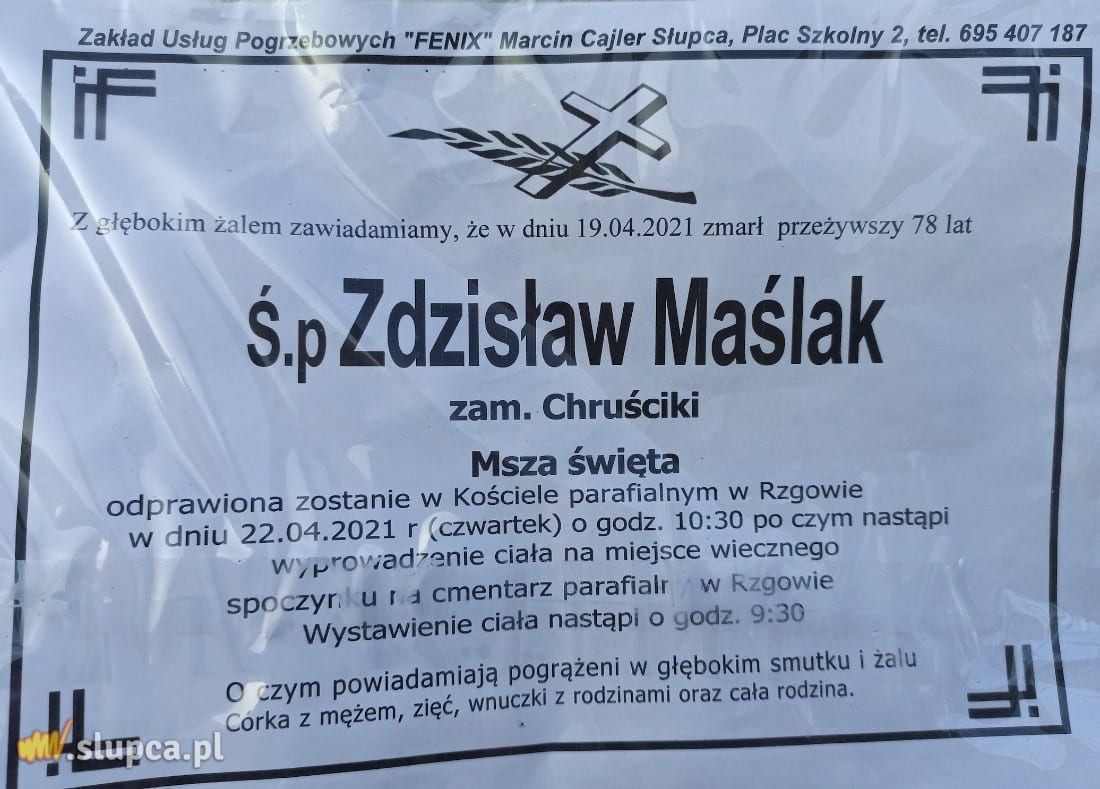 Zakład Usług Pogrzebowych "FENIX" Marcin Cajler Słupca, Plac Szkolny 2, tel. 695 407 187
Z głębokim żalem zawiadamiamy, że w dniu 19.04.2021 zmarł przeżywszy 78 lat
Ś.p Zdzisław Maślak
zam. Chruściki
Msza święta
odprawiona zostanie w Kościele parafialnym w Rzgowie
w dniu 22.04.2021 r (czwartek) o godz. 10:30 po czym nastąpi
wyprowadzenie ciała na miejsce wiecznego
spoczynku na cmentarz parafialny w Rzgowie
Wystawienie ciała nastąpi o godz. 9:30
O czym powiadamiają pogrążeni w głębokim smutku i żalu
Córka z mężem, zięć, wnuczki z rodzinami oraz cała rodzina.
www.slupca.pl